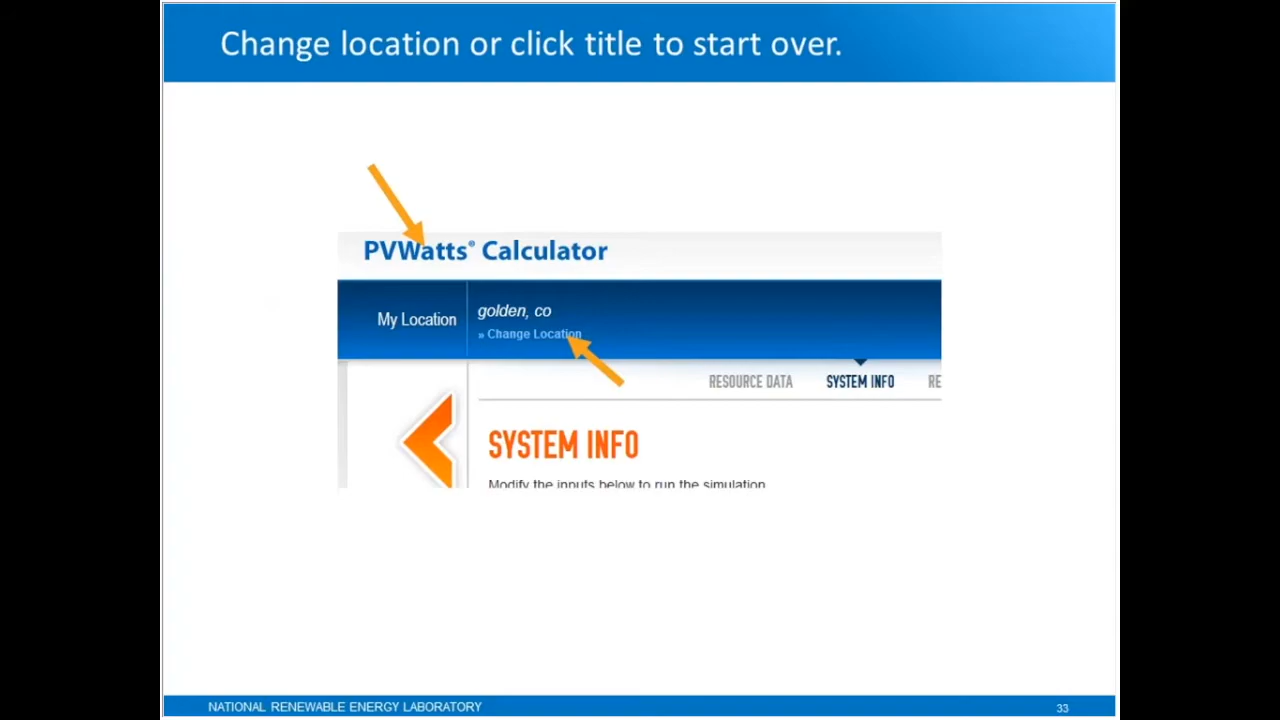 Change location or click title to start over.
PVWatts® Calculator
My Location
golden, co
» Change Location
RESOURCE DATA SYSTEM INFO RE
SYSTEM INFO
Modify the inputs below to run the simulation.
NATIONAL RENEWABLE ENERGY LABORATORY
33